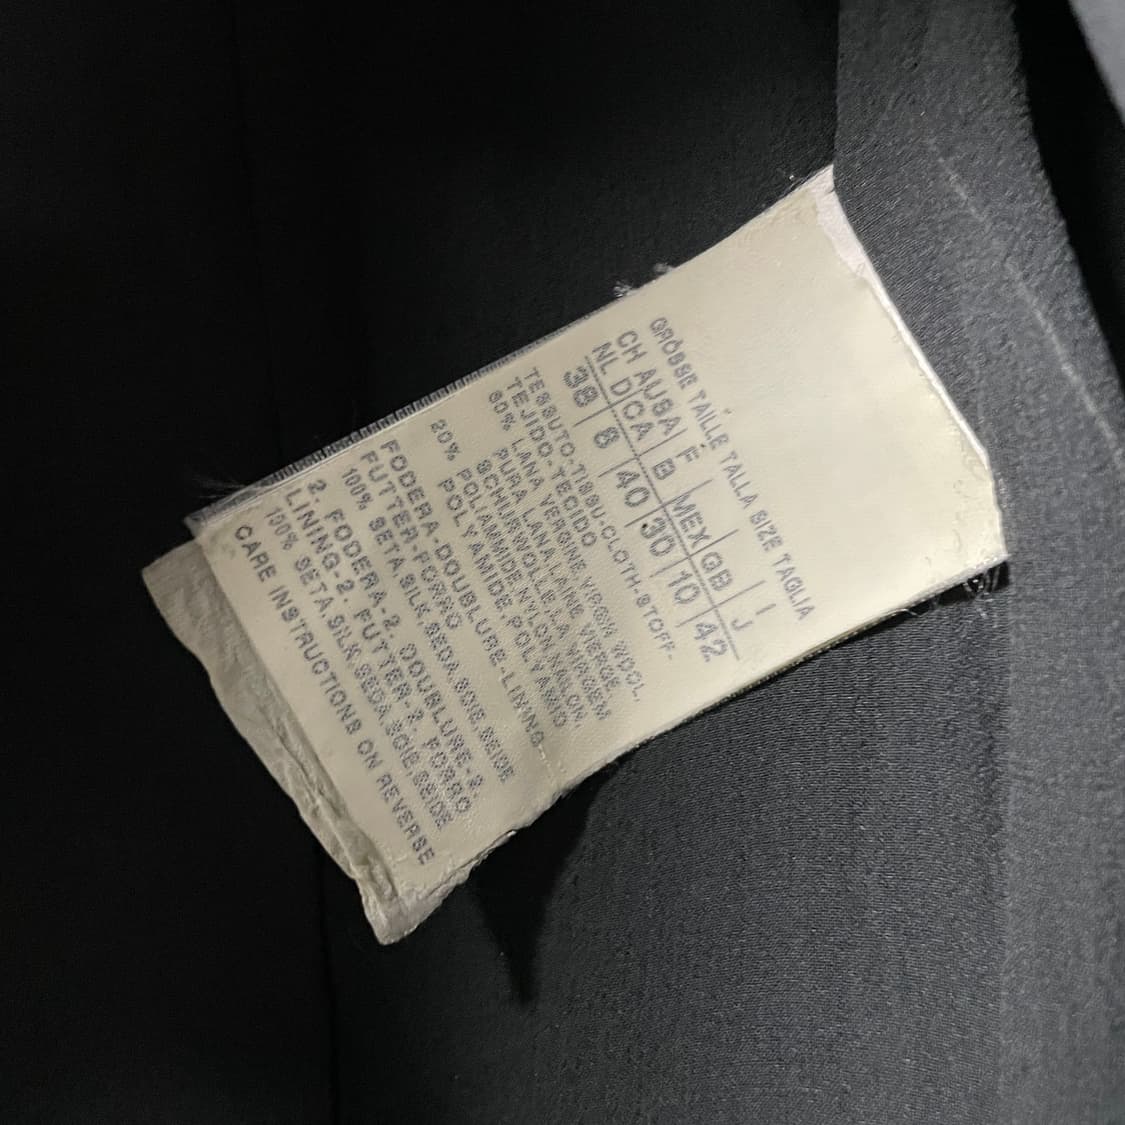 GRÖSSE TAILLE TALLA SIZE TAGLIA
CH A|USA| F | | I
NL D|CA | B |MEX|GB | J
38 | 8 | 40 | 30 | 10 | 42
TESSUTO-TISSU-CLOTH-STOFF-
TEJIDO-TECIDO
80% LANA VERGINE, VIRGIN WOOL,
PURA LANA, LAINE VIERGE,
SCHURWOLLE, LA VIRGEM
20% POLIAMMIDE, NYLON, NYLON,
POLYAMIDE, POLYAMID
FODERA-DOUBLURE-LINING-
FUTTER-FORRO
100% SETA, SILK, SEDA, SOIE, SEIDE
2. FODERA-2. DOUBLURE-2.
LINING-2. FUTTER-2. FORRO
100% SETA, SILK, SEDA, SOIE, SEIDE
CARE INSTRUCTIONS ON REVERSE